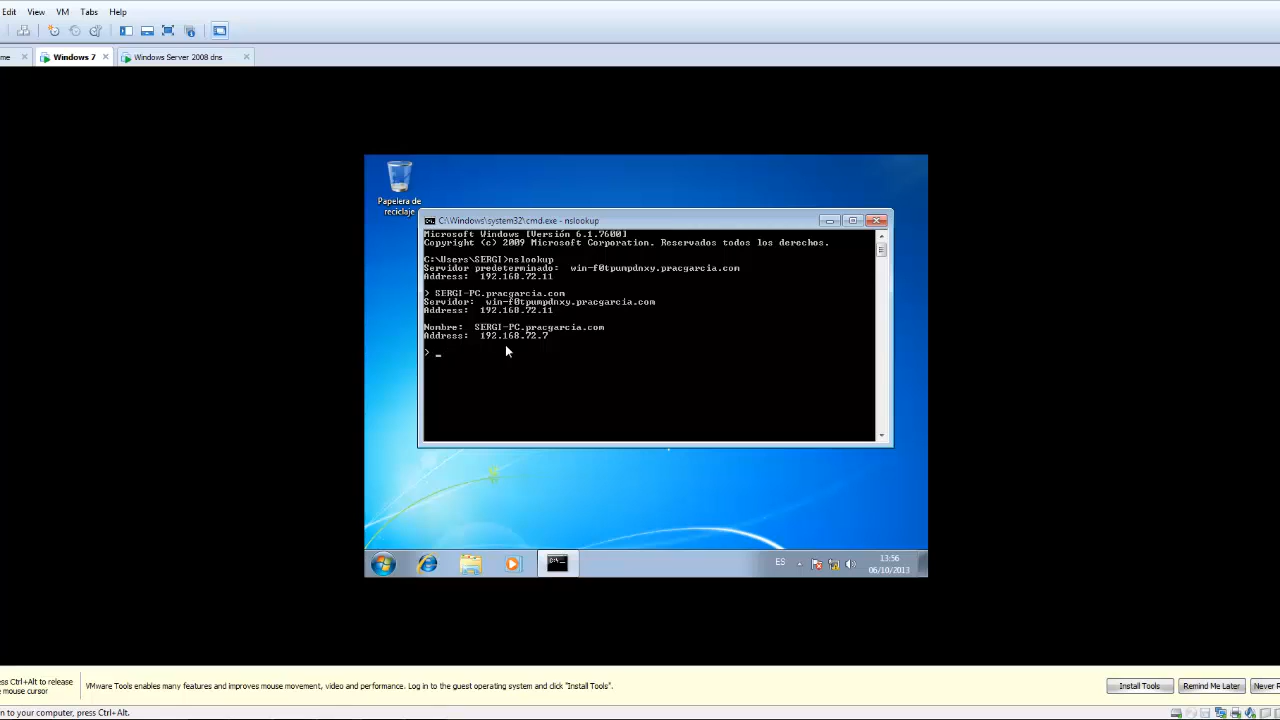 Edit View VM Tabs Help
me Windows 7 Windows Server 2008 dns
Papelera de
reciclaje
C:\Windows\system32\cmd.exe - nslookup
Microsoft Windows [Versión 6.1.7600]
Copyright (c) 2009 Microsoft Corporation. Reservados todos los derechos.
C:\Users\SERGI>nslookup
Servidor predeterminado: win-f0tpumpdnxy.pracgarcia.com
Address: 192.168.72.11
> SERGI-PC.pracgarcia.com
Servidor: win-f0tpumpdnxy.pracgarcia.com
Address: 192.168.72.11
Nombre: SERGI-PC.pracgarcia.com
Address: 192.168.72.7
> _
ES
13:56
06/10/2013
ess Ctrl+Alt to release
e mouse cursor
VMware Tools enables many features and improves mouse movement, video and performance. Log in to the guest operating system and click "Install Tools".
Install Tools Remind Me Later Never R
n to your computer, press Ctrl+Alt.